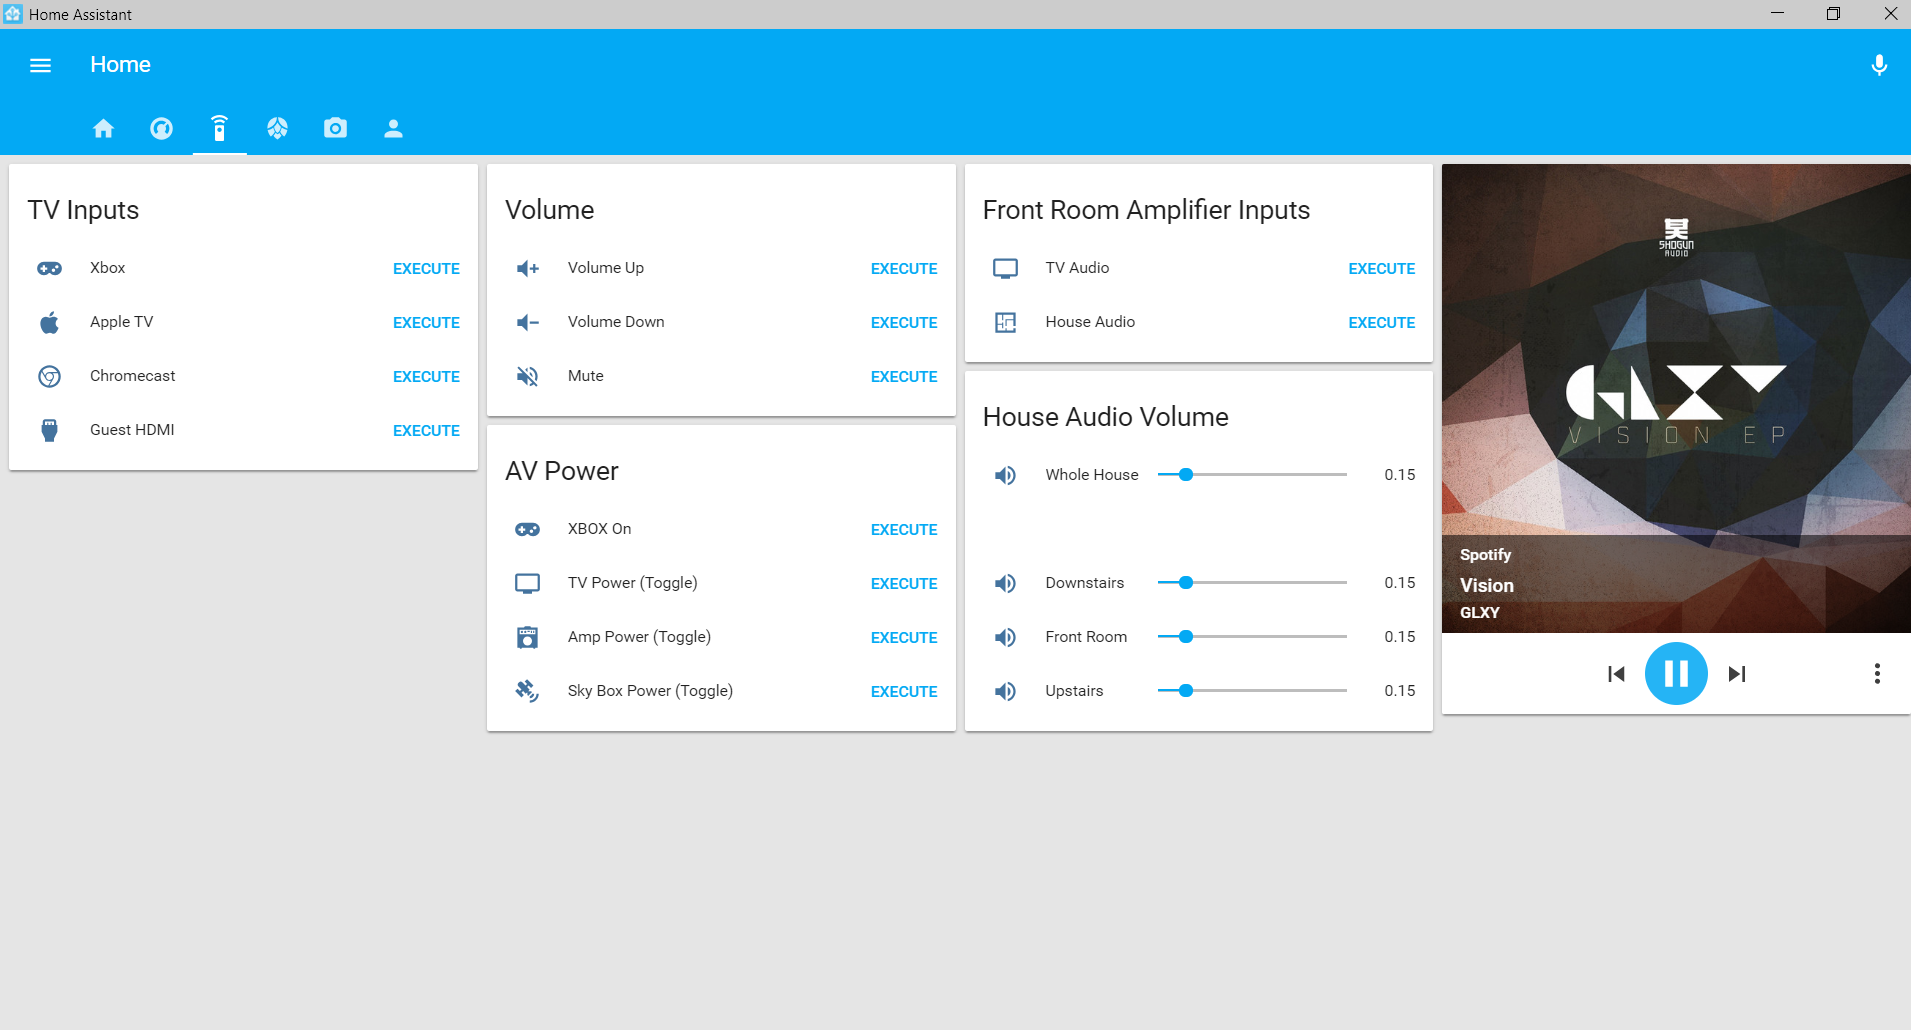 Home Assistant
Home
TV Inputs
Xbox EXECUTE
Apple TV EXECUTE
Chromecast EXECUTE
Guest HDMI EXECUTE
Volume
Volume Up EXECUTE
Volume Down EXECUTE
Mute EXECUTE
AV Power
XBOX On EXECUTE
TV Power (Toggle) EXECUTE
Amp Power (Toggle) EXECUTE
Sky Box Power (Toggle) EXECUTE
Front Room Amplifier Inputs
TV Audio EXECUTE
House Audio EXECUTE
House Audio Volume
Whole House 0.15
Downstairs 0.15
Front Room 0.15
Upstairs 0.15
SHOGUN
AUDIO
GLXY
VISION EP
Spotify
Vision
GLXY